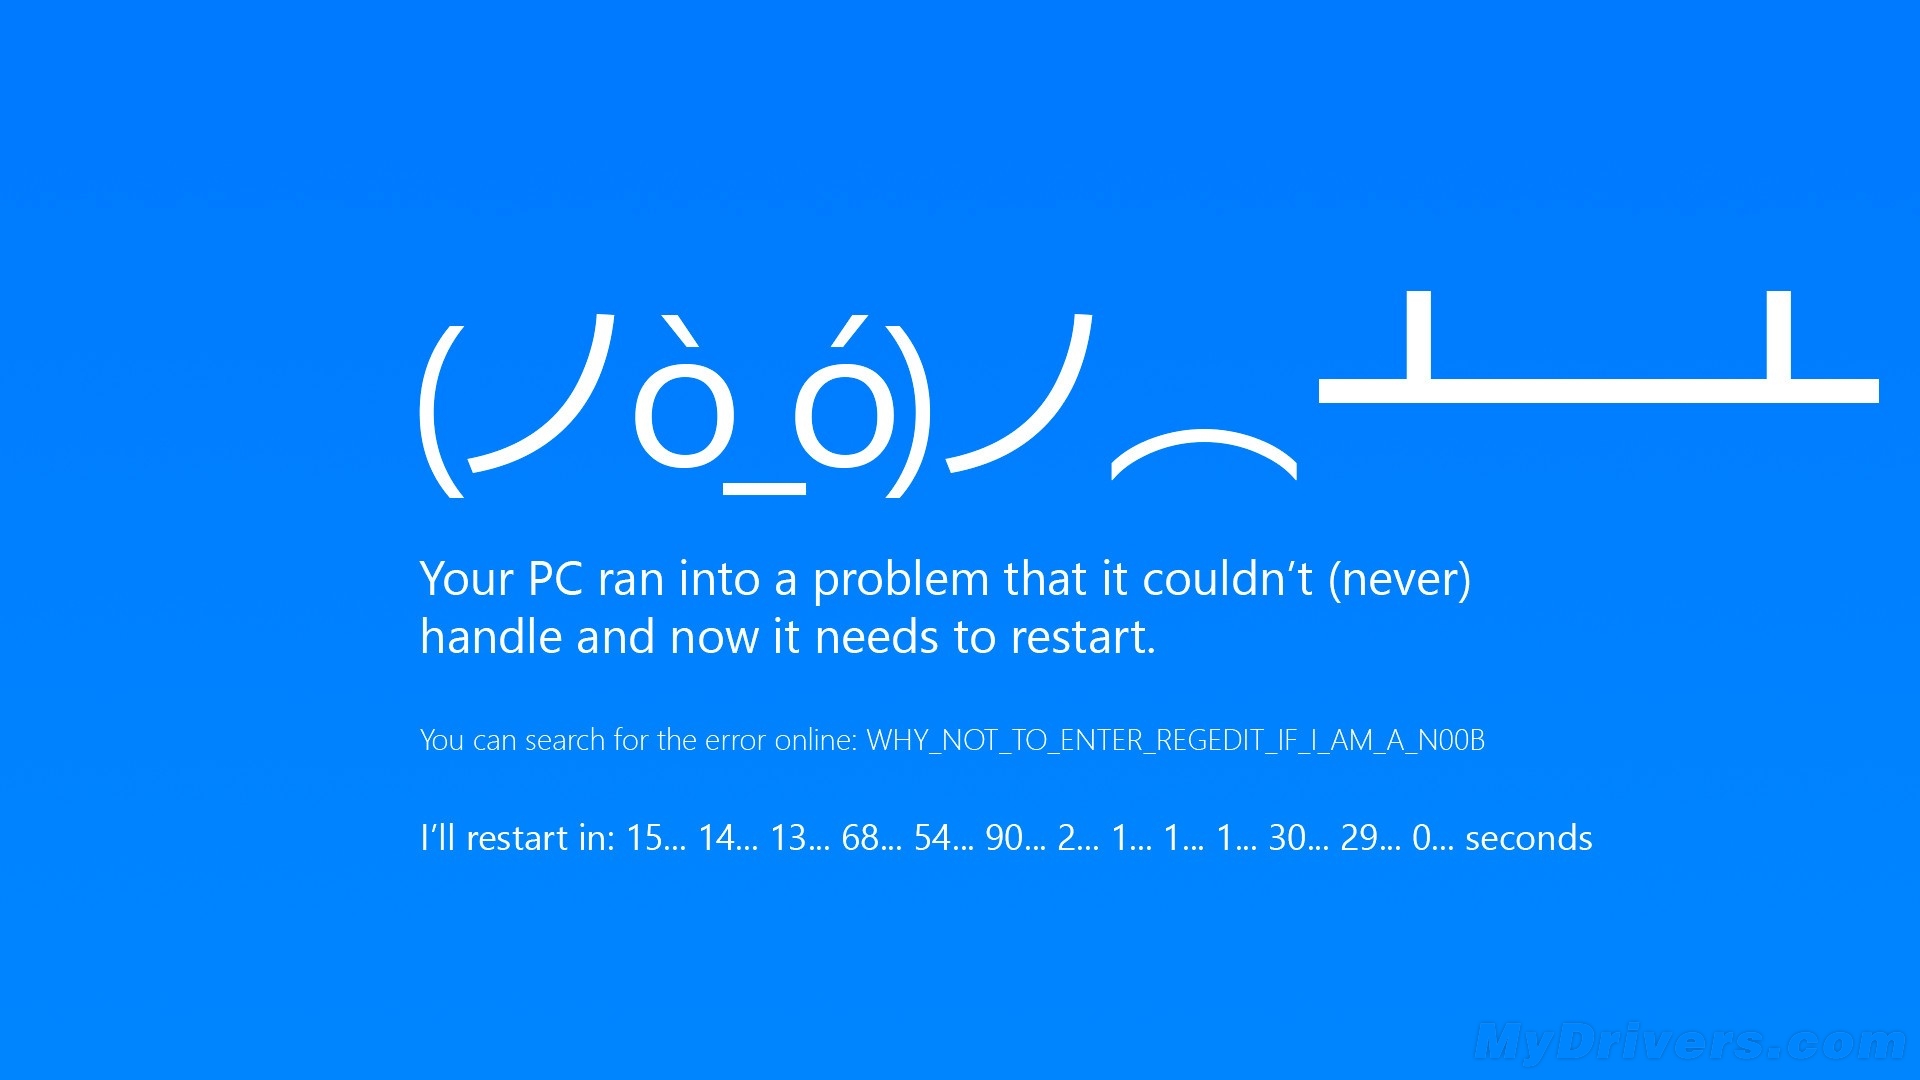 (ノò_ó)ノ︵┻━┻
Your PC ran into a problem that it couldn’t (never)
handle and now it needs to restart.
You can search for the error online: WHY_NOT_TO_ENTER_REGEDIT_IF_I_AM_A_N00B
I’ll restart in: 15... 14... 13... 68... 54... 90... 2... 1... 1... 1... 30... 29... 0... seconds
MyDrivers.com